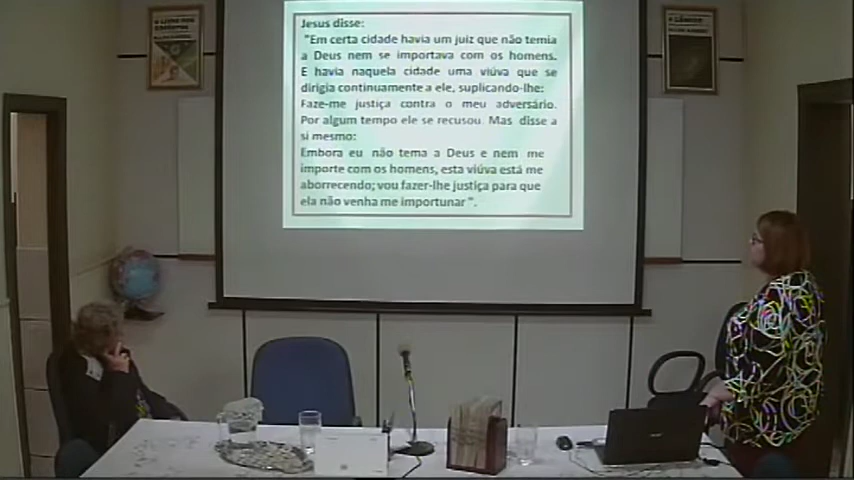 Jesus disse:
"Em certa cidade havia um juiz que não temia
a Deus nem se importava com os homens.
E havia naquela cidade uma viúva que se
dirigia continuamente a ele, suplicando-lhe:
Faze-me justiça contra o meu adversário.
Por algum tempo ele se recusou. Mas disse a
si mesmo:
Embora eu não tema a Deus e nem me
importe com os homens, esta viúva está me
aborrecendo; vou fazer-lhe justiça para que
ela não venha me importunar".
O LIVRO DOS